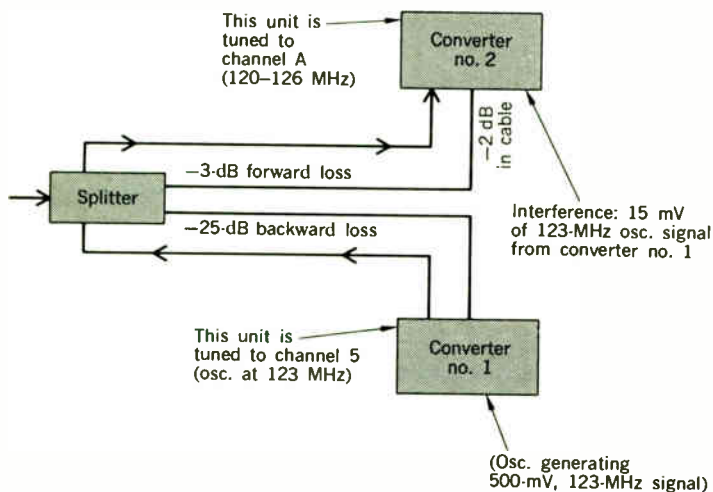 This unit is
tuned to
channel A
(120–126 MHz)
Converter
no. 2
−2 dB
in cable
−3-dB forward loss
Splitter
−25-dB backward loss
Interference: 15 mV
of 123-MHz osc. signal
from converter no. 1
This unit is
tuned to channel 5
(osc. at 123 MHz)
Converter
no. 1
(Osc. generating
500-mV, 123-MHz signal)